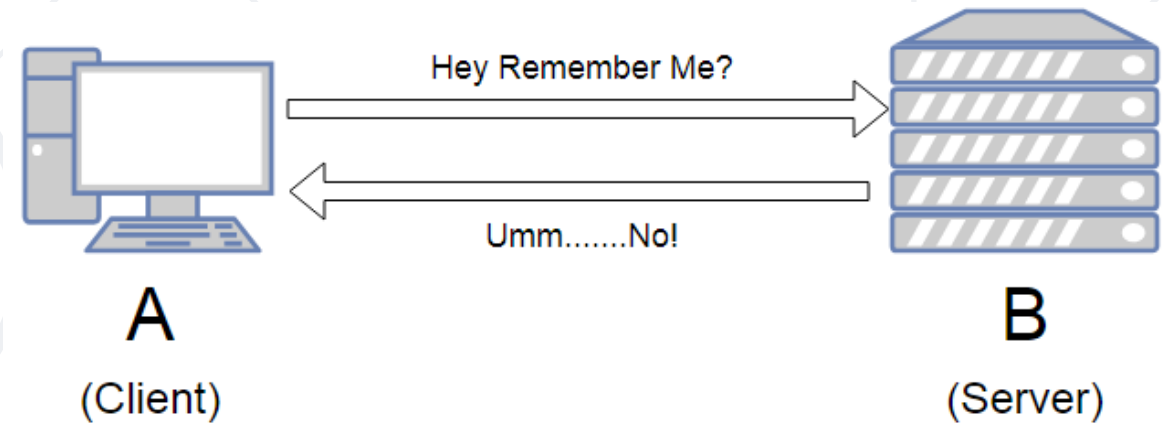 Hey Remember Me?
Umm.......No!
A
B
(Client)
(Server)